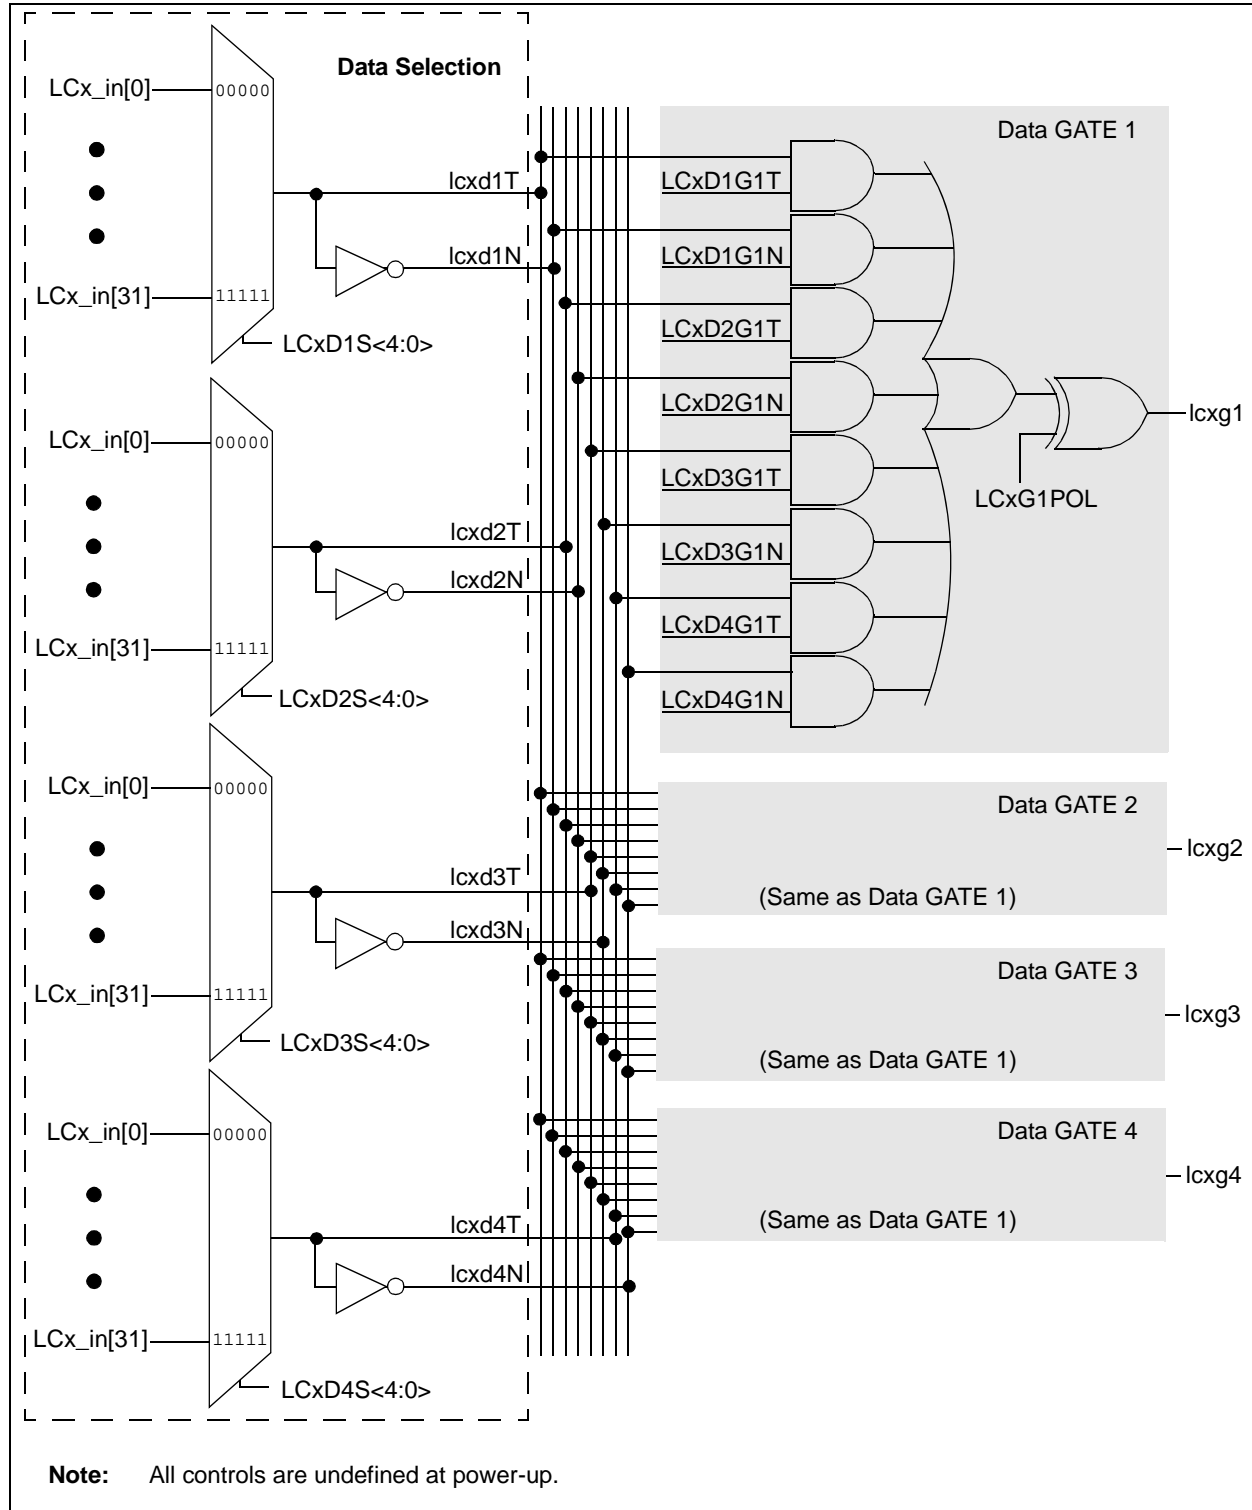 Data Selection
LCx_in[0]
00000
LCx_in[31]
11111
LCxD1S<4:0>
lcxd1T
lcxd1N
LCx_in[0]
00000
LCx_in[31]
11111
LCxD2S<4:0>
lcxd2T
lcxd2N
LCx_in[0]
00000
LCx_in[31]
11111
LCxD3S<4:0>
lcxd3T
lcxd3N
LCx_in[0]
00000
LCx_in[31]
11111
LCxD4S<4:0>
lcxd4T
lcxd4N
Data GATE 1
LCxD1G1T
LCxD1G1N
LCxD2G1T
LCxD2G1N
LCxD3G1T
LCxD3G1N
LCxD4G1T
LCxD4G1N
LCxG1POL
lcxg1
Data GATE 2
(Same as Data GATE 1)
lcxg2
Data GATE 3
(Same as Data GATE 1)
lcxg3
Data GATE 4
(Same as Data GATE 1)
lcxg4
Note: All controls are undefined at power-up.